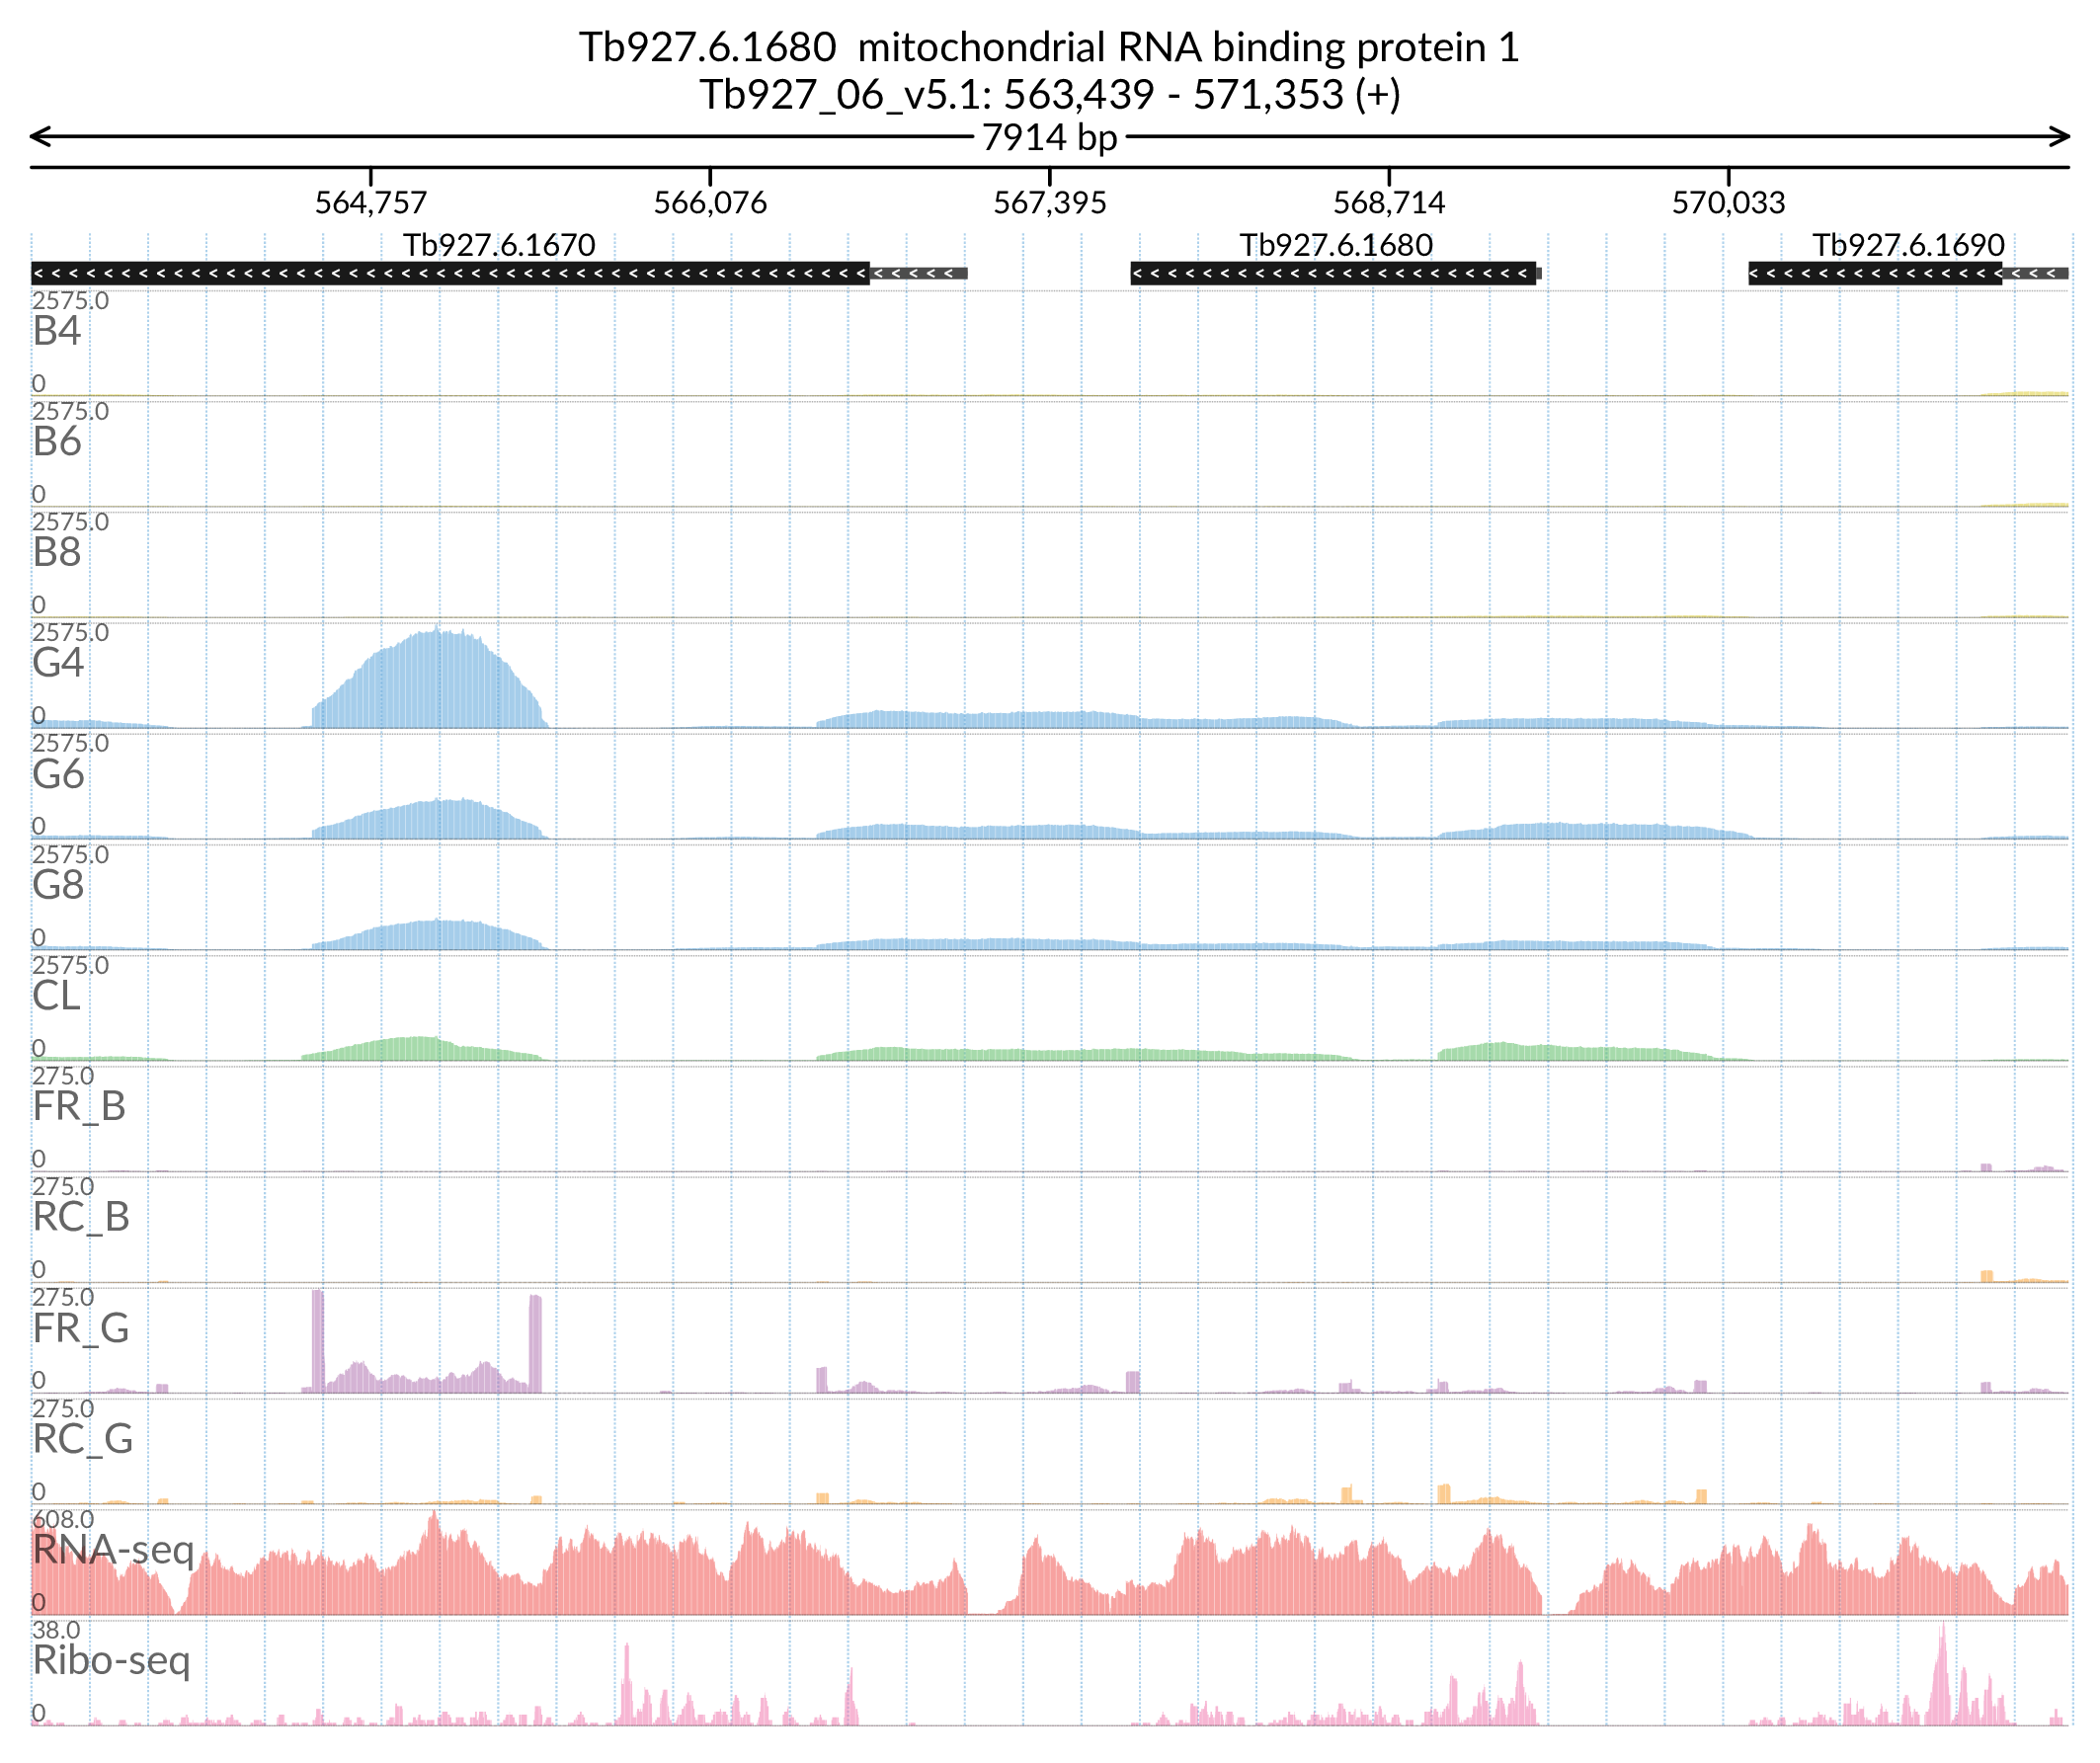 Tb927.6.1680 mitochondrial RNA binding protein 1
Tb927_06_v5.1: 563,439 - 571,353 (+)
7914 bp
564,757 566,076 567,395 568,714 570,033
Tb927.6.1670 Tb927.6.1680 Tb927.6.1690
2575.0
B4
0
2575.0
B6
0
2575.0
B8
0
2575.0
G4
0
2575.0
G6
0
2575.0
G8
0
2575.0
CL
0
275.0
FR_B
0
275.0
RC_B
0
275.0
FR_G
0
275.0
RC_G
0
608.0
RNA-seq
0
38.0
Ribo-seq
0